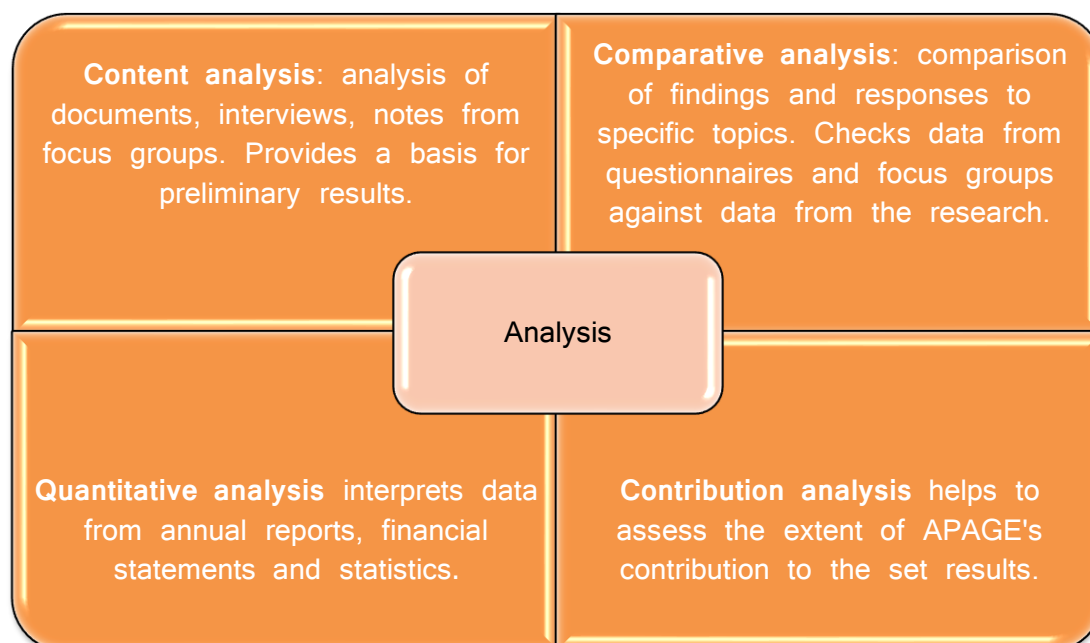 Content analysis: analysis of
documents, interviews, notes from
focus groups. Provides a basis for
preliminary results.
Comparative analysis: comparison
of findings and responses to
specific topics. Checks data from
questionnaires and focus groups
against data from the research.
Analysis
Quantitative analysis interprets data
from annual reports, financial
statements and statistics.
Contribution analysis helps to
assess the extent of APAGE's
contribution to the set results.